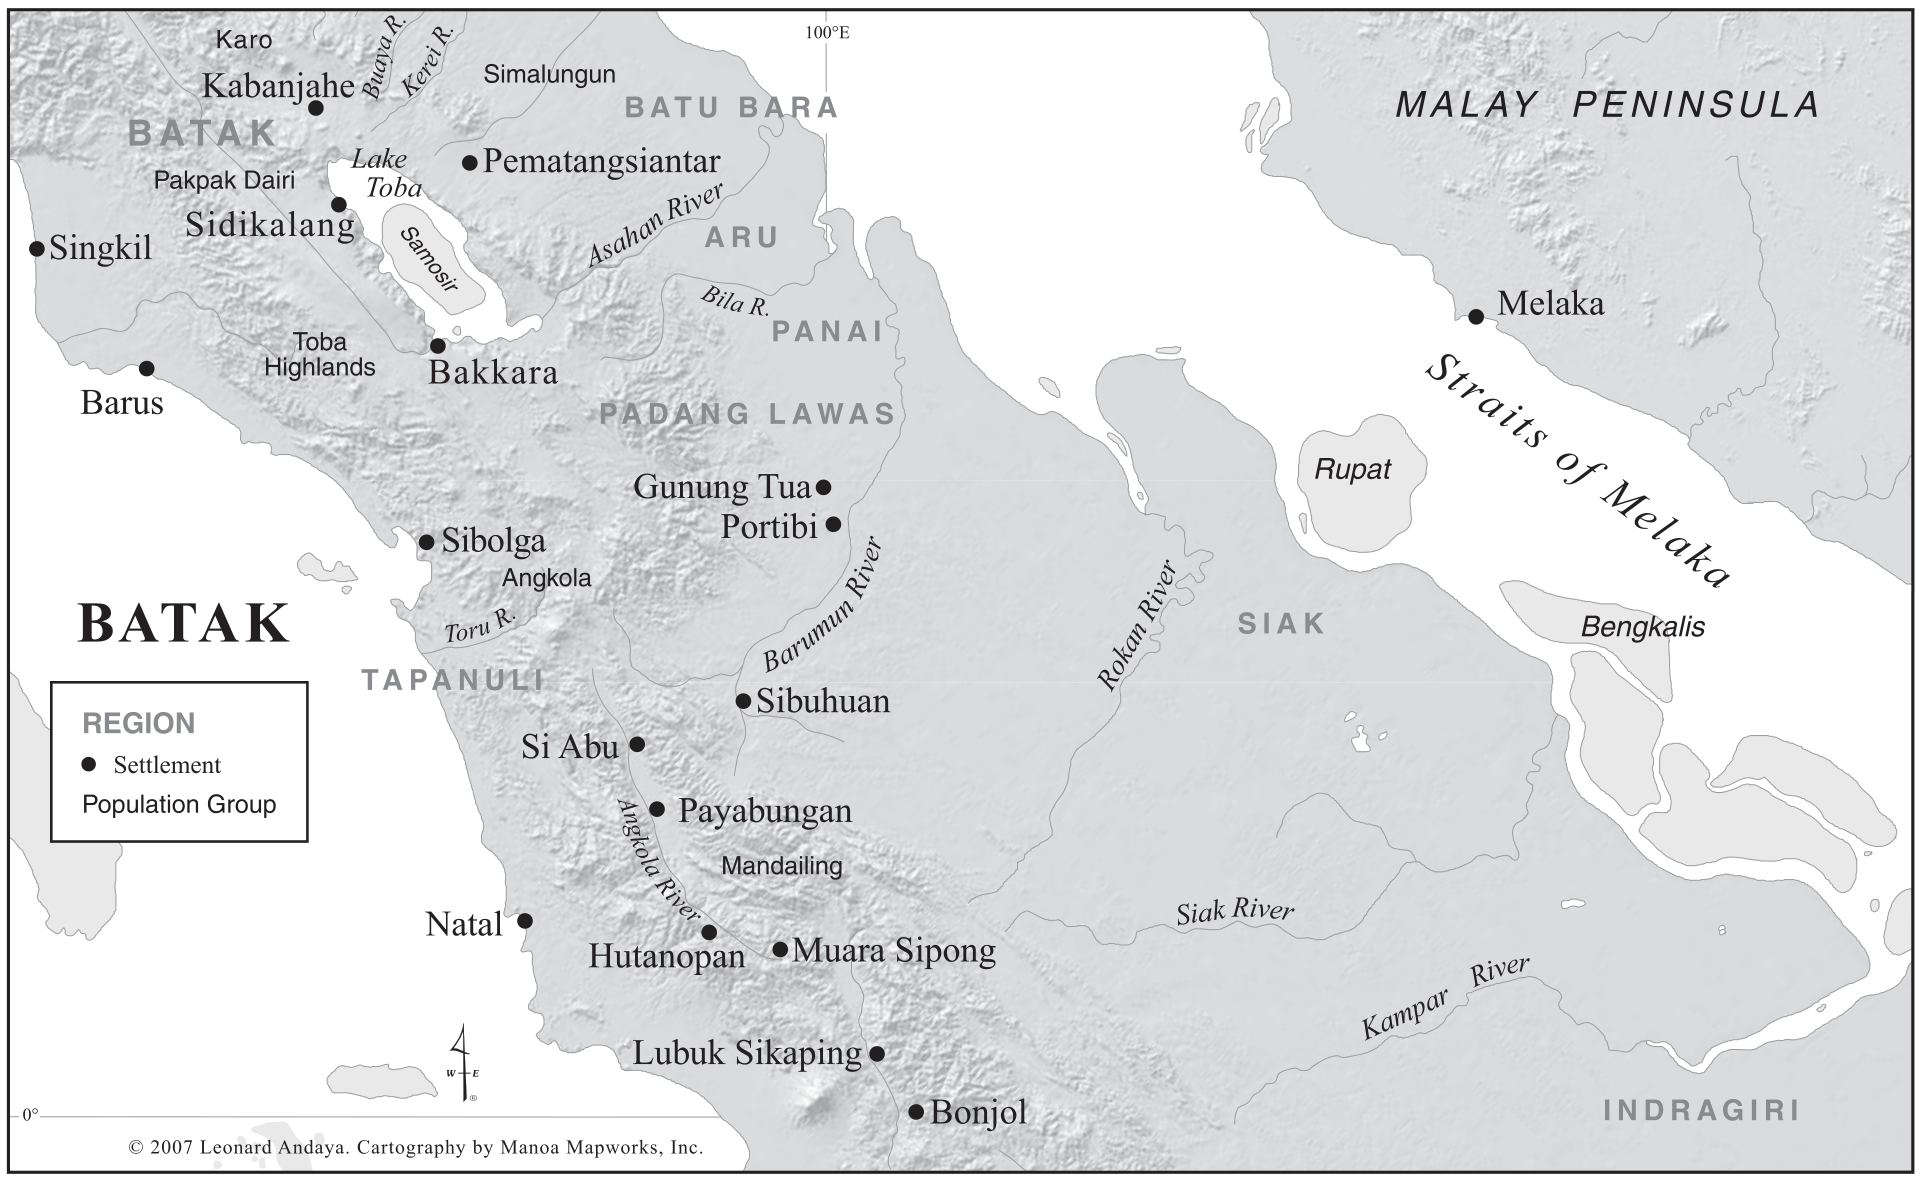 100°E
Karo
Buaya R.
Kerei R.
Simalungun
Kabanjahe
BATU BARA
MALAY PENINSULA
BATAK
Lake
Toba
Pematangsiantar
Pakpak Dairi
Sidikalang
Asahan River
ARU
Singkil
Samosir
Bila R.
Melaka
PANAI
Toba
Highlands
Bakkara
Straits of Melaka
Barus
PADANG LAWAS
Rupat
Gunung Tua
Portibi
Sibolga
Angkola
Barumun River
Rokan River
BATAK
Toru R.
SIAK
Bengkalis
TAPANULI
Sibuhuan
REGION
Settlement
Population Group
Si Abu
Payabungan
Angkola River
Mandailing
Natal
Siak River
Hutanopan
Muara Sipong
Kampar River
Lubuk Sikaping
W E
®
0°
Bonjol
INDRAGIRI
© 2007 Leonard Andaya. Cartography by Manoa Mapworks, Inc.